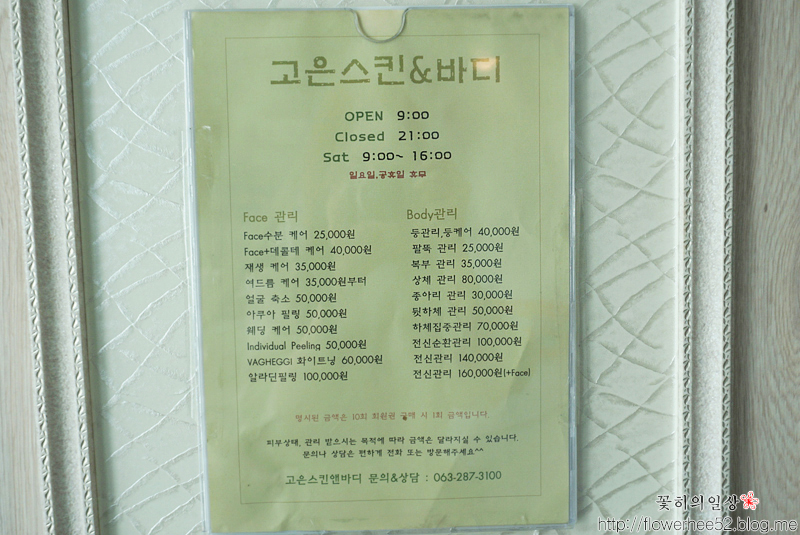 고은스킨&바디
OPEN 9:00
Closed 21:00
Sat 9:00~ 16:00
일요일,공휴일 휴무
Face 관리
Face수분 케어 25,000원
Face+데콜테 케어 40,000원
재생 케어 35,000원
여드름 케어 35,000원부터
얼굴 축소 50,000원
아쿠아 필링 50,000원
웨딩 케어 50,000원
Individual Peeling 50,000원
VAGHEGGI 화이트닝 60,000원
알라딘필링 100,000원
Body관리
등관리,등케어 40,000원
팔뚝 관리 25,000원
복부 관리 35,000원
상체 관리 80,000원
종아리 관리 30,000원
뒷하체 관리 50,000원
하체집중관리 70,000원
전신순환관리 100,000원
전신관리 140,000원
전신관리 160,000원(+Face)
명시된 금액은 10회 회원권 구매 시 1회 금액입니다.
피부상태, 관리 받으시는 목적에 따라 금액은 달라지실 수 있습니다.
문의나 상담은 편하게 전화 또는 방문해주세요^^
고은스킨앤바디 문의&상담 : 063-287-3100
꽃히의일상
http://flowerhee52.blog.me